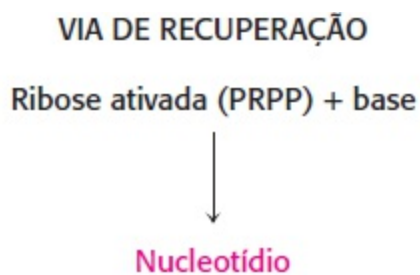 VIA DE RECUPERAÇÃO
Ribose ativada (PRPP) + base
Nucleotídio